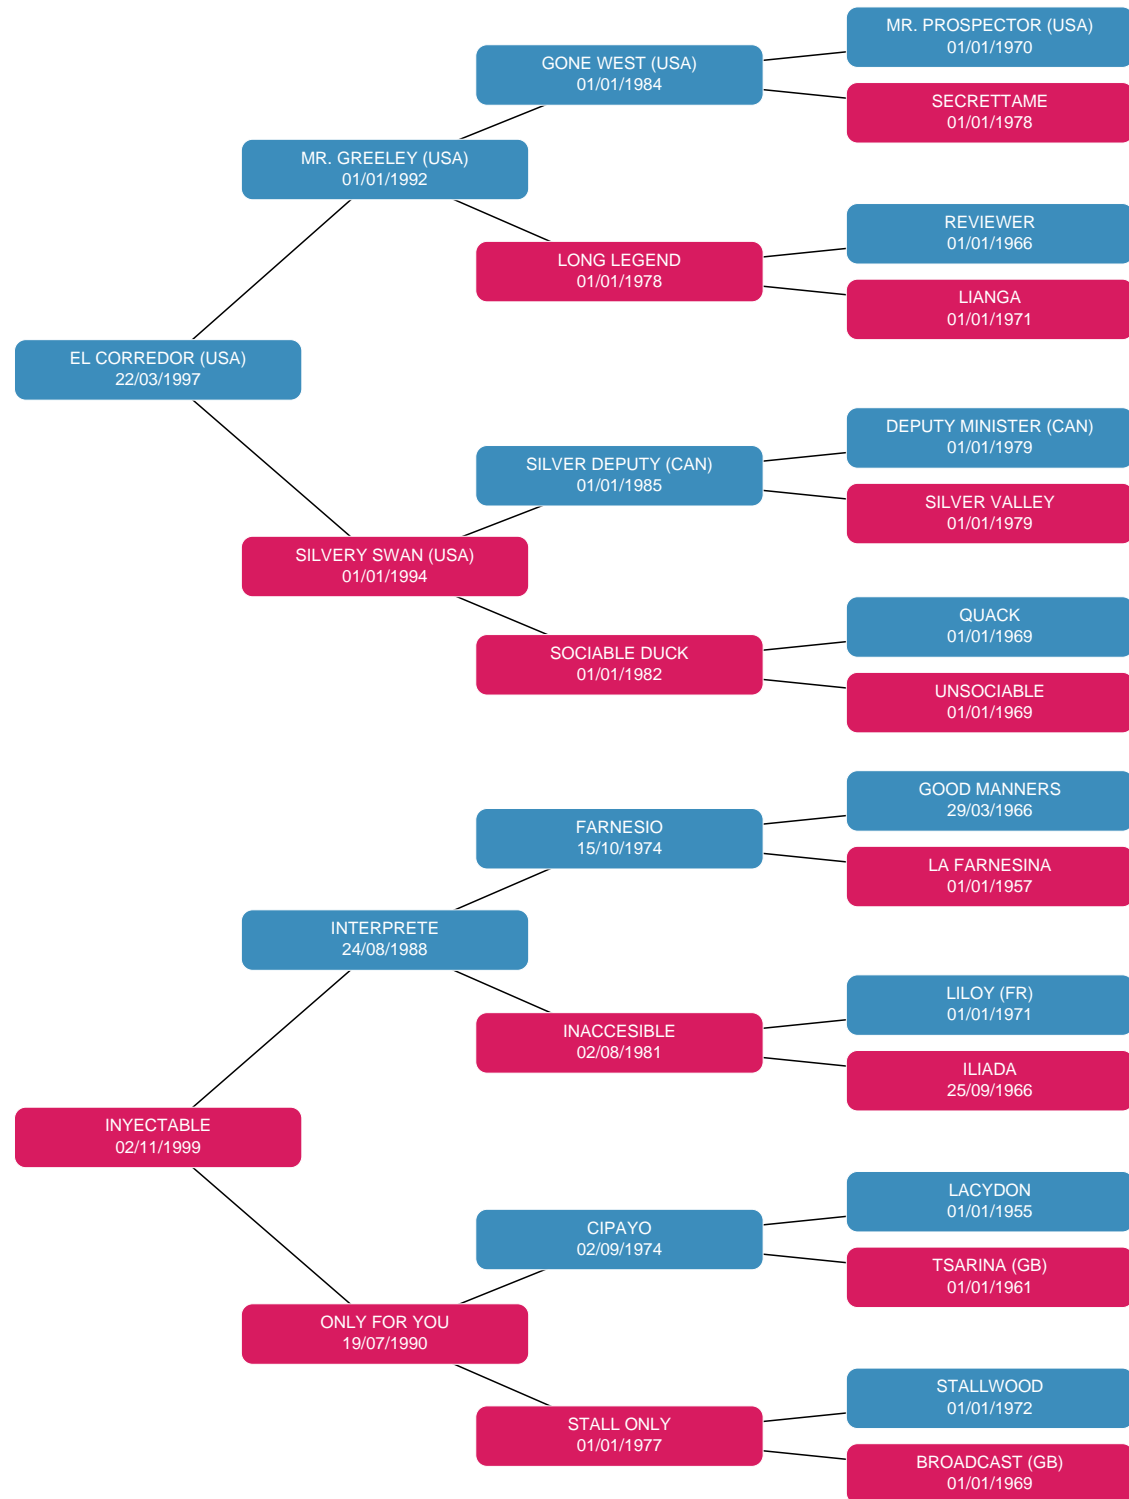 MR. PROSPECTOR (USA)
01/01/1970
GONE WEST (USA)
01/01/1984
SECRETTAME
01/01/1978
MR. GREELEY (USA)
01/01/1992
REVIEWER
01/01/1966
LONG LEGEND
01/01/1978
LIANGA
01/01/1971
EL CORREDOR (USA)
22/03/1997
DEPUTY MINISTER (CAN)
01/01/1979
SILVER DEPUTY (CAN)
01/01/1985
SILVER VALLEY
01/01/1979
SILVERY SWAN (USA)
01/01/1994
QUACK
01/01/1969
SOCIABLE DUCK
01/01/1982
UNSOCIABLE
01/01/1969
GOOD MANNERS
29/03/1966
FARNESIO
15/10/1974
LA FARNESINA
01/01/1957
INTERPRETE
24/08/1988
LILOY (FR)
01/01/1971
INACCESIBLE
02/08/1981
ILIADA
25/09/1966
INYECTABLE
02/11/1999
LACYDON
01/01/1955
CIPAYO
02/09/1974
TSARINA (GB)
01/01/1961
ONLY FOR YOU
19/07/1990
STALLWOOD
01/01/1972
STALL ONLY
01/01/1977
BROADCAST (GB)
01/01/1969